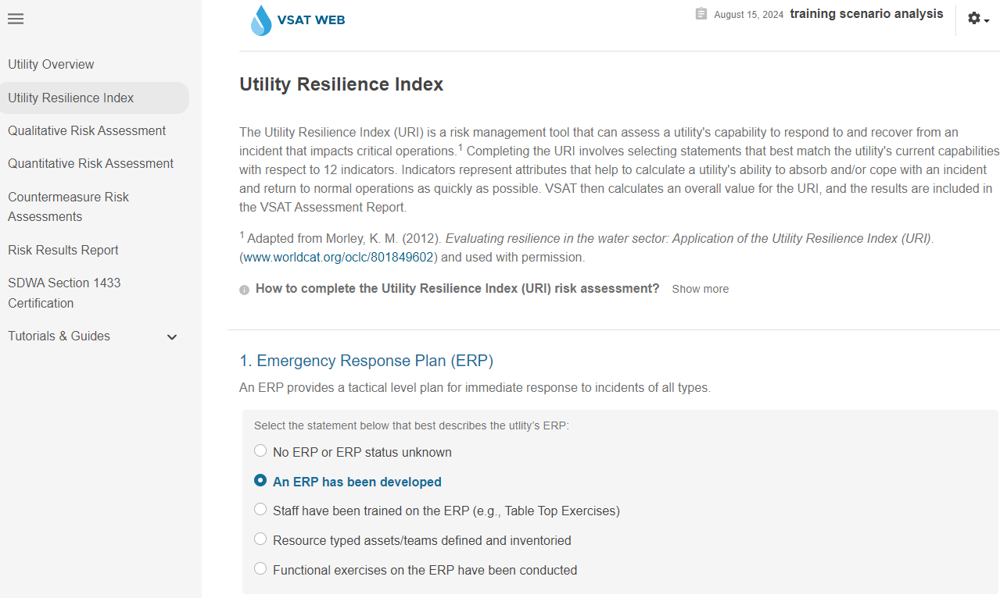 VSAT WEB
August 15, 2024 training scenario analysis
Utility Overview
Utility Resilience Index
Qualitative Risk Assessment
Quantitative Risk Assessment
Countermeasure Risk
Assessments
Risk Results Report
SDWA Section 1433
Certification
Tutorials & Guides
Utility Resilience Index
The Utility Resilience Index (URI) is a risk management tool that can assess a utility's capability to respond to and recover from an
incident that impacts critical operations.1 Completing the URI involves selecting statements that best match the utility's current capabilities
with respect to 12 indicators. Indicators represent attributes that help to calculate a utility's ability to absorb and/or cope with an incident
and return to normal operations as quickly as possible. VSAT then calculates an overall value for the URI, and the results are included in
the VSAT Assessment Report.
1 Adapted from Morley, K. M. (2012). Evaluating resilience in the water sector: Application of the Utility Resilience Index (URI).
(www.worldcat.org/oclc/801849602) and used with permission.
How to complete the Utility Resilience Index (URI) risk assessment? Show more
1. Emergency Response Plan (ERP)
An ERP provides a tactical level plan for immediate response to incidents of all types.
Select the statement below that best describes the utlity’s ERP:
No ERP or ERP status unknown
An ERP has been developed
Staff have been trained on the ERP (e.g., Table Top Exercises)
Resource typed assets/teams defined and inventoried
Functional exercises on the ERP have been conducted